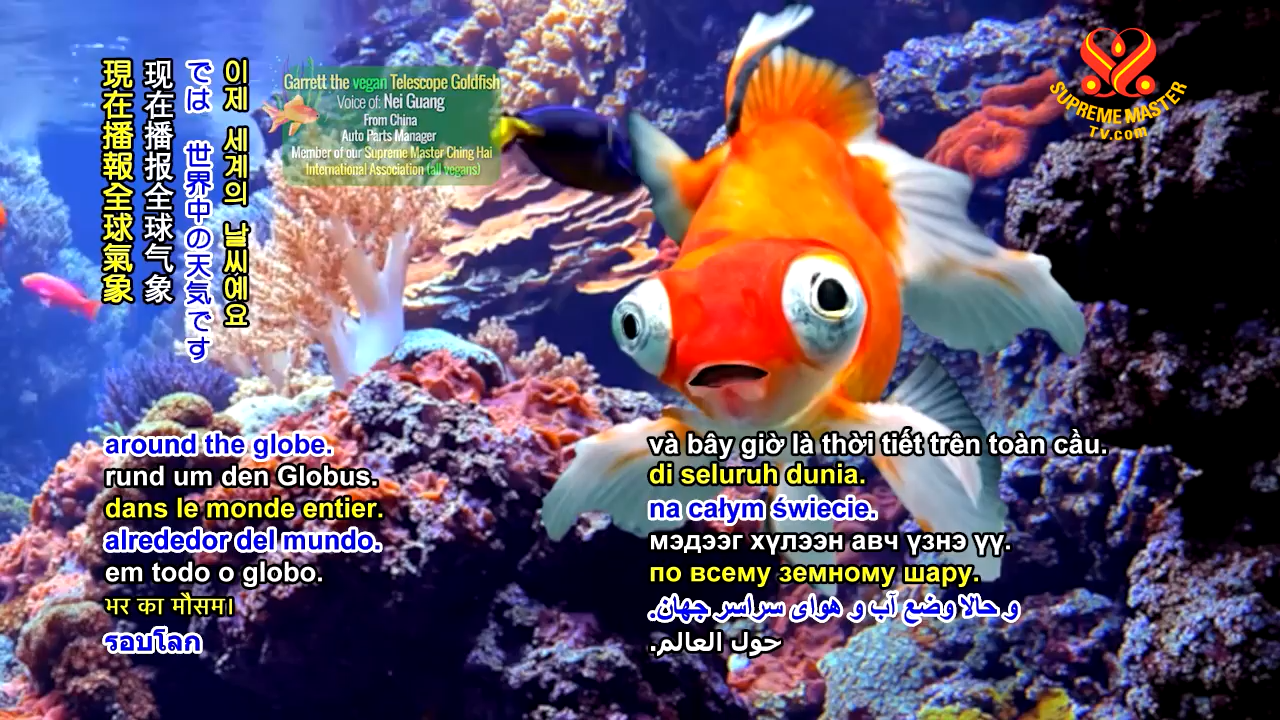 現在播報全球氣象
现在播报全球气象
では 世界中の天気です
이제 세계의 날씨예요
Garrett the vegan Telescope Goldfish
Voice of: Nei Guang
From China
Auto Parts Manager
Member of our Supreme Master Ching Hai
International Association (all vegans)
SUPREME MASTER
TV.com
around the globe.
rund um den Globus.
dans le monde entier.
alrededor del mundo.
em todo o globo.
भर का मौसम।
รอบโลก
và bây giờ là thời tiết trên toàn cầu.
di seluruh dunia.
na całym świecie.
мэдээг хүлээн авч үзнэ үү.
по всему земному шару.
و حالا وضع آب و هوای سراسر جهان.
حول العالم.